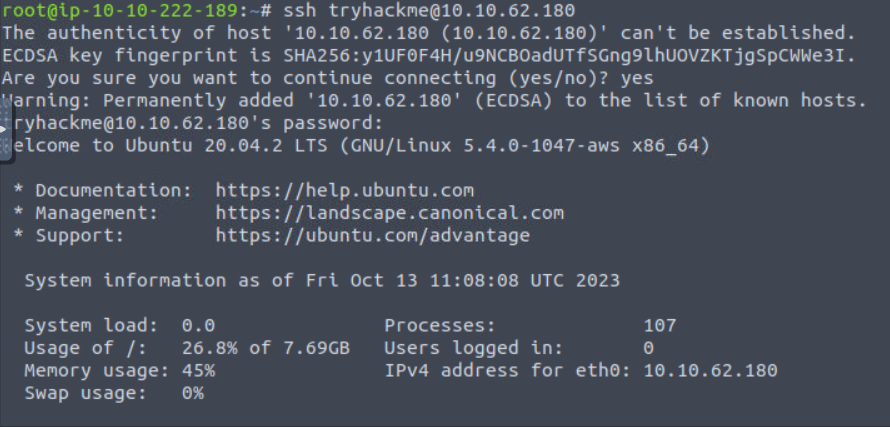 root@ip-10-10-222-189:~# ssh tryhackme@10.10.62.180
The authenticity of host '10.10.62.180 (10.10.62.180)' can't be established.
ECDSA key fingerprint is SHA256:y1UF0F4H/u9NCBOadUTfSGng9lhUOVZKTjgSpCWWe3I.
Are you sure you want to continue connecting (yes/no)? yes
Warning: Permanently added '10.10.62.180' (ECDSA) to the list of known hosts.
tryhackme@10.10.62.180's password:
Welcome to Ubuntu 20.04.2 LTS (GNU/Linux 5.4.0-1047-aws x86_64)
* Documentation: https://help.ubuntu.com
* Management: https://landscape.canonical.com
* Support: https://ubuntu.com/advantage
System information as of Fri Oct 13 11:08:08 UTC 2023
System load: 0.0 Processes: 107
Usage of /: 26.8% of 7.69GB Users logged in: 0
Memory usage: 45% IPv4 address for eth0: 10.10.62.180
Swap usage: 0%